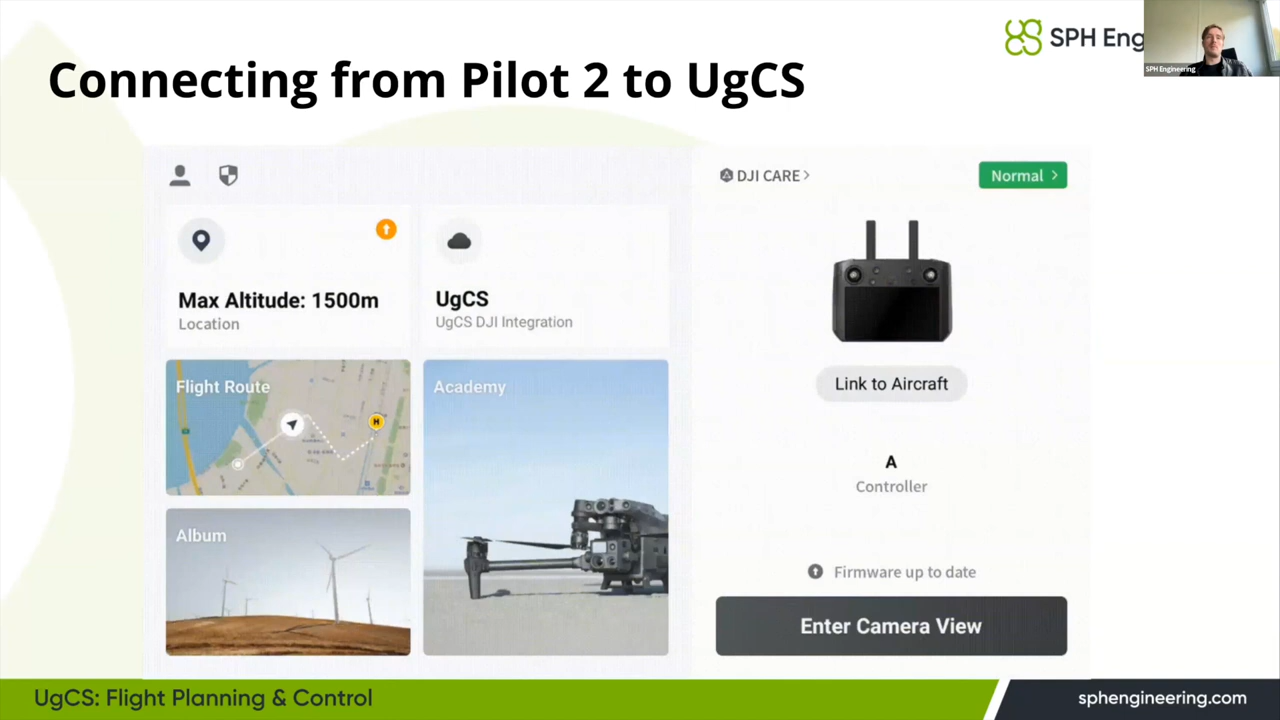 SPH Eng
SPH Engineering
Connecting from Pilot 2 to UgCS
DJI CARE
Normal
Max Altitude: 1500m
Location
UgCS
UgCS DJI Integration
Flight Route
H
Academy
Album
Link to Aircraft
A
Controller
Firmware up to date
Enter Camera View
UgCS: Flight Planning & Control
sphengineering.com